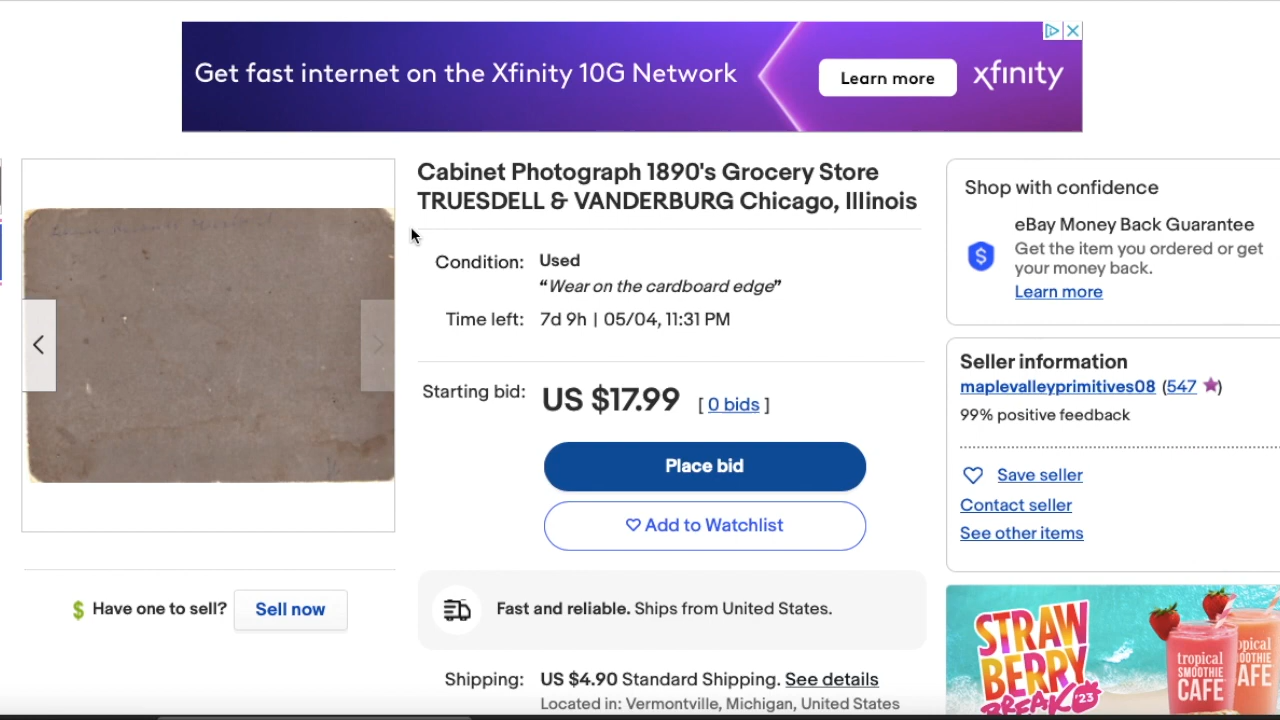 Get fast internet on the Xfinity 10G Network
Learn more
xfinity
Cabinet Photograph 1890's Grocery Store
TRUESDELL & VANDERBURG Chicago, Illinois
Condition: Used
“Wear on the cardboard edge”
Time left: 7d 9h | 05/04, 11:31 PM
Starting bid: US $17.99 [ 0 bids ]
Place bid
Add to Watchlist
Have one to sell? Sell now
Fast and reliable. Ships from United States.
Shipping: US $4.90 Standard Shipping. See details
Located in: Vermontville, Michigan, United States
Shop with confidence
eBay Money Back Guarantee
Get the item you ordered or get
your money back.
Learn more
Seller information
maplevalleyprimitives08 (547)
99% positive feedback
Save seller
Contact seller
See other items
STRAW
BERRY
BREAK '23
tropical
SMOOTHIE
CAFE